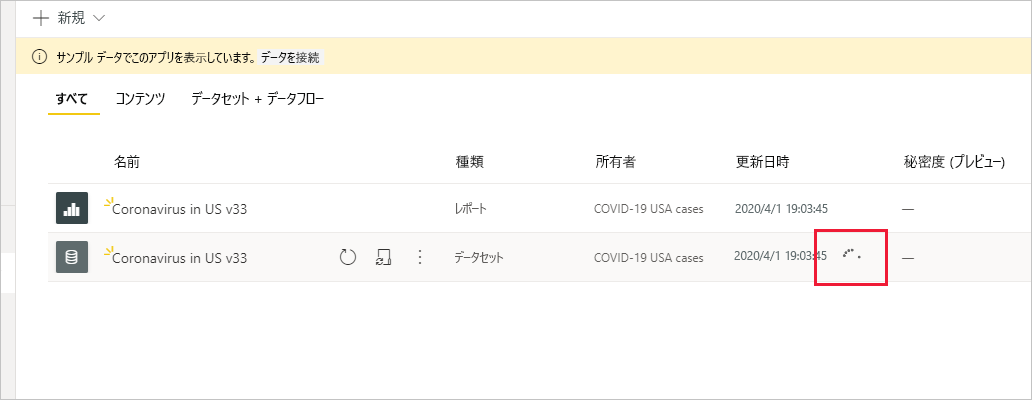 新規
サンプル データでこのアプリを表示しています。 データを接続
すべて コンテンツ データセット + データフロー
名前 種類 所有者 更新日時 秘密度 (プレビュー)
Coronavirus in US v33 レポート COVID-19 USA cases 2020/4/1 19:03:45 —
Coronavirus in US v33 データセット COVID-19 USA cases 2020/4/1 19:03:45 —